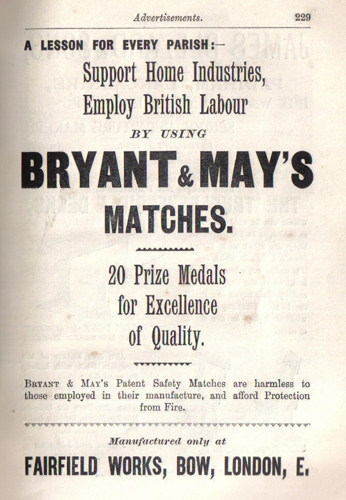 Advertisements. 229
A LESSON FOR EVERY PARISH:—
Support Home Industries,
Employ British Labour
BY USING
BRYANT & MAY'S
MATCHES.
20 Prize Medals
for Excellence
of Quality.
BRYANT & MAY'S Patent Safety Matches are harmless to
those employed in their manufacture, and afford Protection
from Fire.
Manufactured only at
FAIRFIELD WORKS, BOW, LONDON, E.